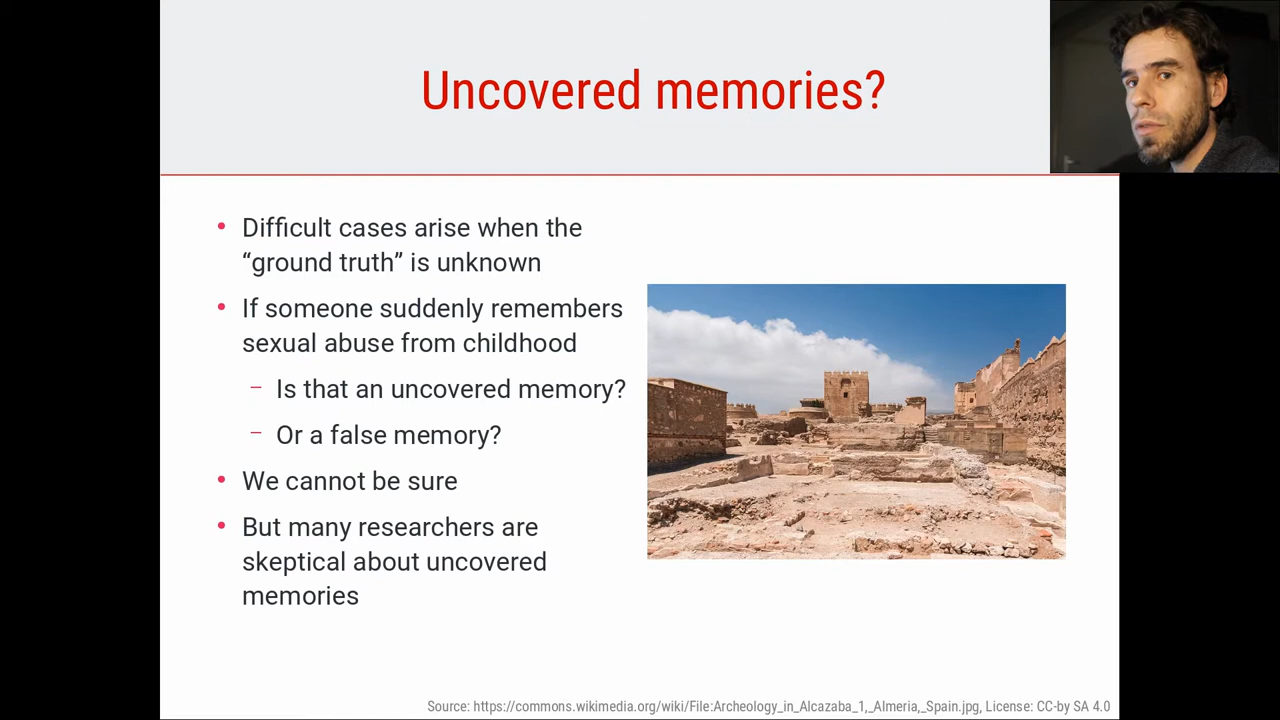 Uncovered memories?
• Difficult cases arise when the
“ground truth” is unknown
• If someone suddenly remembers
sexual abuse from childhood
– Is that an uncovered memory?
– Or a false memory?
• We cannot be sure
• But many researchers are
skeptical about uncovered
memories
Source: https://commons.wikimedia.org/wiki/File:Archeology_in_Alcazaba_1,_Almeria,_Spain.jpg, License: CC-by SA 4.0